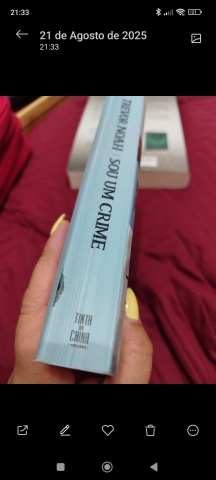 21:33
21 de Agosto de 2025
21:33
TREVOR NOAH SOU UM CRIME
TINTA
DA
CHINA